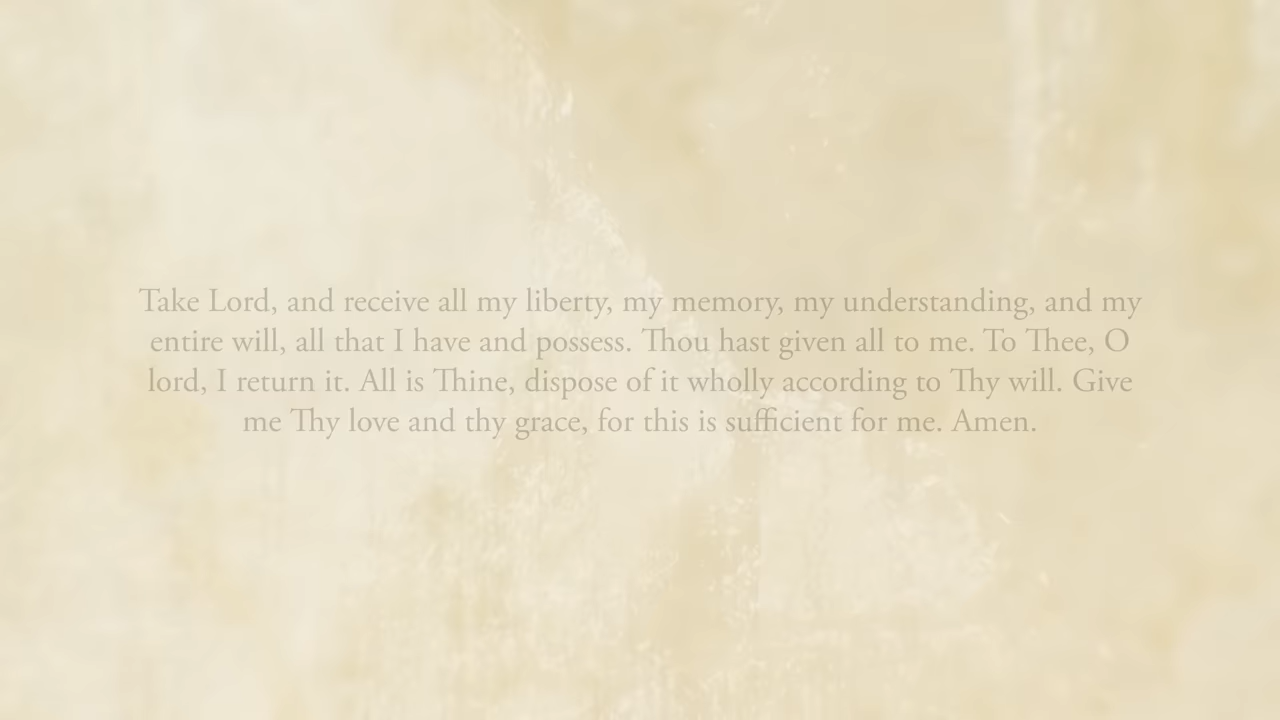 Take Lord, and receive all my liberty, my memory, my understanding, and my
entire will, all that I have and possess. Thou hast given all to me. To Thee, O
lord, I return it. All is Thine, dispose of it wholly according to Thy will. Give
me Thy love and thy grace, for this is sufficient for me. Amen.